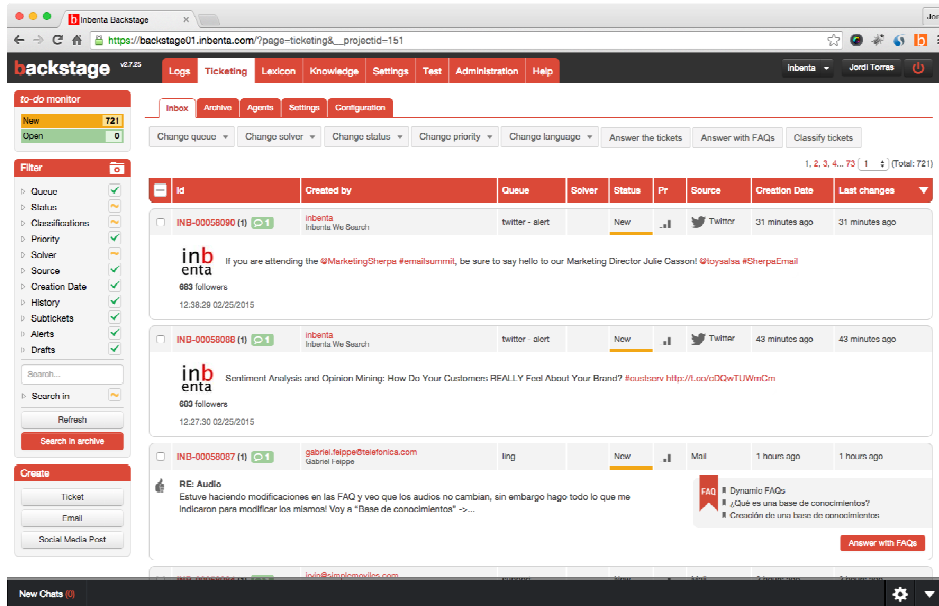 Inbenta Backstage
Jor
https://backstage01.inbenta.com/?page=ticketing&__projectid=151
backstage v2.7.25
Logs Ticketing Lexicon Knowledge Settings Test Administration Help
Inbenta Jordi Torras
to-do monitor
New 721
Open 0
Inbox Archive Agents Settings Configuration
Change queue Change solver Change status Change priority Change language Answer the tickets Answer with FAQs Classify tickets
1, 2, 3, 4... 73 1 (Total: 721)
Filter
Queue
Status
Classifications
Priority
Solver
Source
Creation Date
History
Subtickets
Alerts
Drafts
Search...
Search in
Refresh
Search in archive
Create
Ticket
Email
Social Media Post
Id Created by Queue Solver Status Pr Source Creation Date Last changes
INB-00058090 (1) 1 inbenta twitter - alert New Twitter 31 minutes ago 31 minutes ago
Inbenta We Search
inbenta
If you are attending the @MarketingSherpa #emailsummit, be sure to say hello to our Marketing Director Julie Casson! @toysalsa #SherpaEmail
683 followers
12:38:29 02/25/2015
INB-00058088 (1) 1 inbenta twitter - alert New Twitter 43 minutes ago 43 minutes ago
Inbenta We Search
inbenta
Sentiment Analysis and Opinion Mining: How Do Your Customers REALLY Feel About Your Brand? #custserv
683 followers
12:27:30 02/25/2015
INB-00058087 (1) 1 gabriel.feippe@telefonica.com ling New Mail 1 hours ago 1 hours ago
Gabriel Feippe
RE: Audio
Estuve haciendo modificaciones en las FAQ y veo que los audios no cambian, sin embargo hago todo lo que me
indicaron para modificar los mismos! Voy a "Base de conocimientos" ->...
FAQ
Dynamic FAQs
¿Qué es una base de conocimientos?
Creación de una base de conocimientos
Answer with FAQs
New Chats (0)